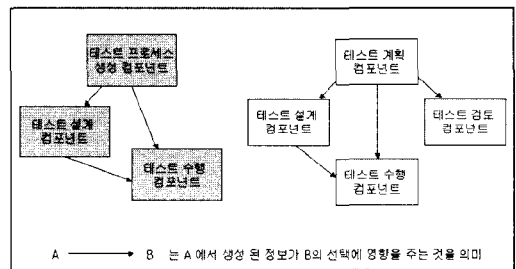 테스트 프로세스
생성 컴포넌트
테스트 설계
컴포넌트
테스트 수행
컴포넌트
테스트 계획
컴포넌트
테스트 설계
컴포넌트
테스트 검토
컴포넌트
테스트 수행
컴포넌트
A B 는 A 에서 생성 된 정보가 B의 선택에 영향을 주는 것을 의미